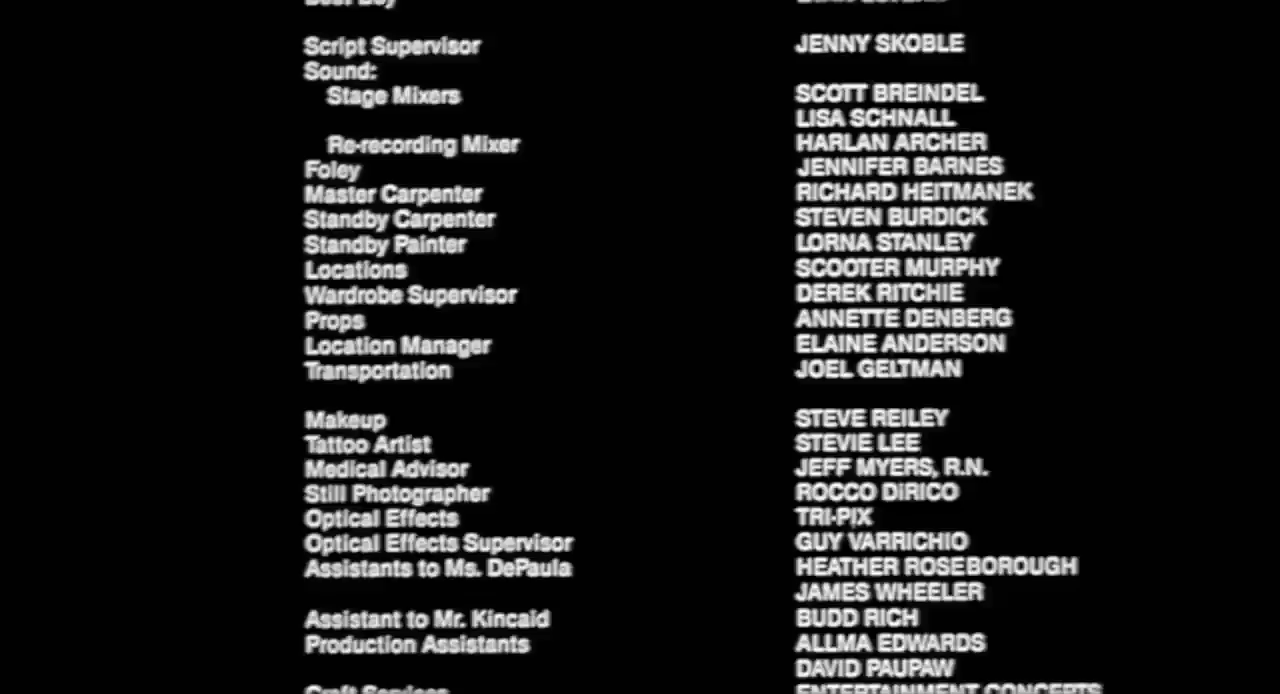 Script Supervisor JENNY SKOBLE
Sound:
Stage Mixers SCOTT BREINDEL
LISA SCHNALL
Re-recording Mixer HARLAN ARCHER
Foley JENNIFER BARNES
Master Carpenter RICHARD HEITMANEK
Standby Carpenter STEVEN BURDICK
Standby Painter LORNA STANLEY
Locations SCOOTER MURPHY
Wardrobe Supervisor DEREK RITCHIE
Props ANNETTE DENBERG
Location Manager ELAINE ANDERSON
Transportation JOEL GELTMAN
Makeup STEVE REILEY
Tattoo Artist STEVIE LEE
Medical Advisor JEFF MYERS, R.N.
Still Photographer ROCCO DiRICO
Optical Effects TRI-PIX
Optical Effects Supervisor GUY VARRICHIO
Assistants to Ms. DePaula HEATHER ROSEBOROUGH
JAMES WHEELER
Assistant to Mr. Kincaid BUDD RICH
Production Assistants ALLMA EDWARDS
DAVID PAUPAW
Craft Services ENTERTAINMENT CONCEPTS